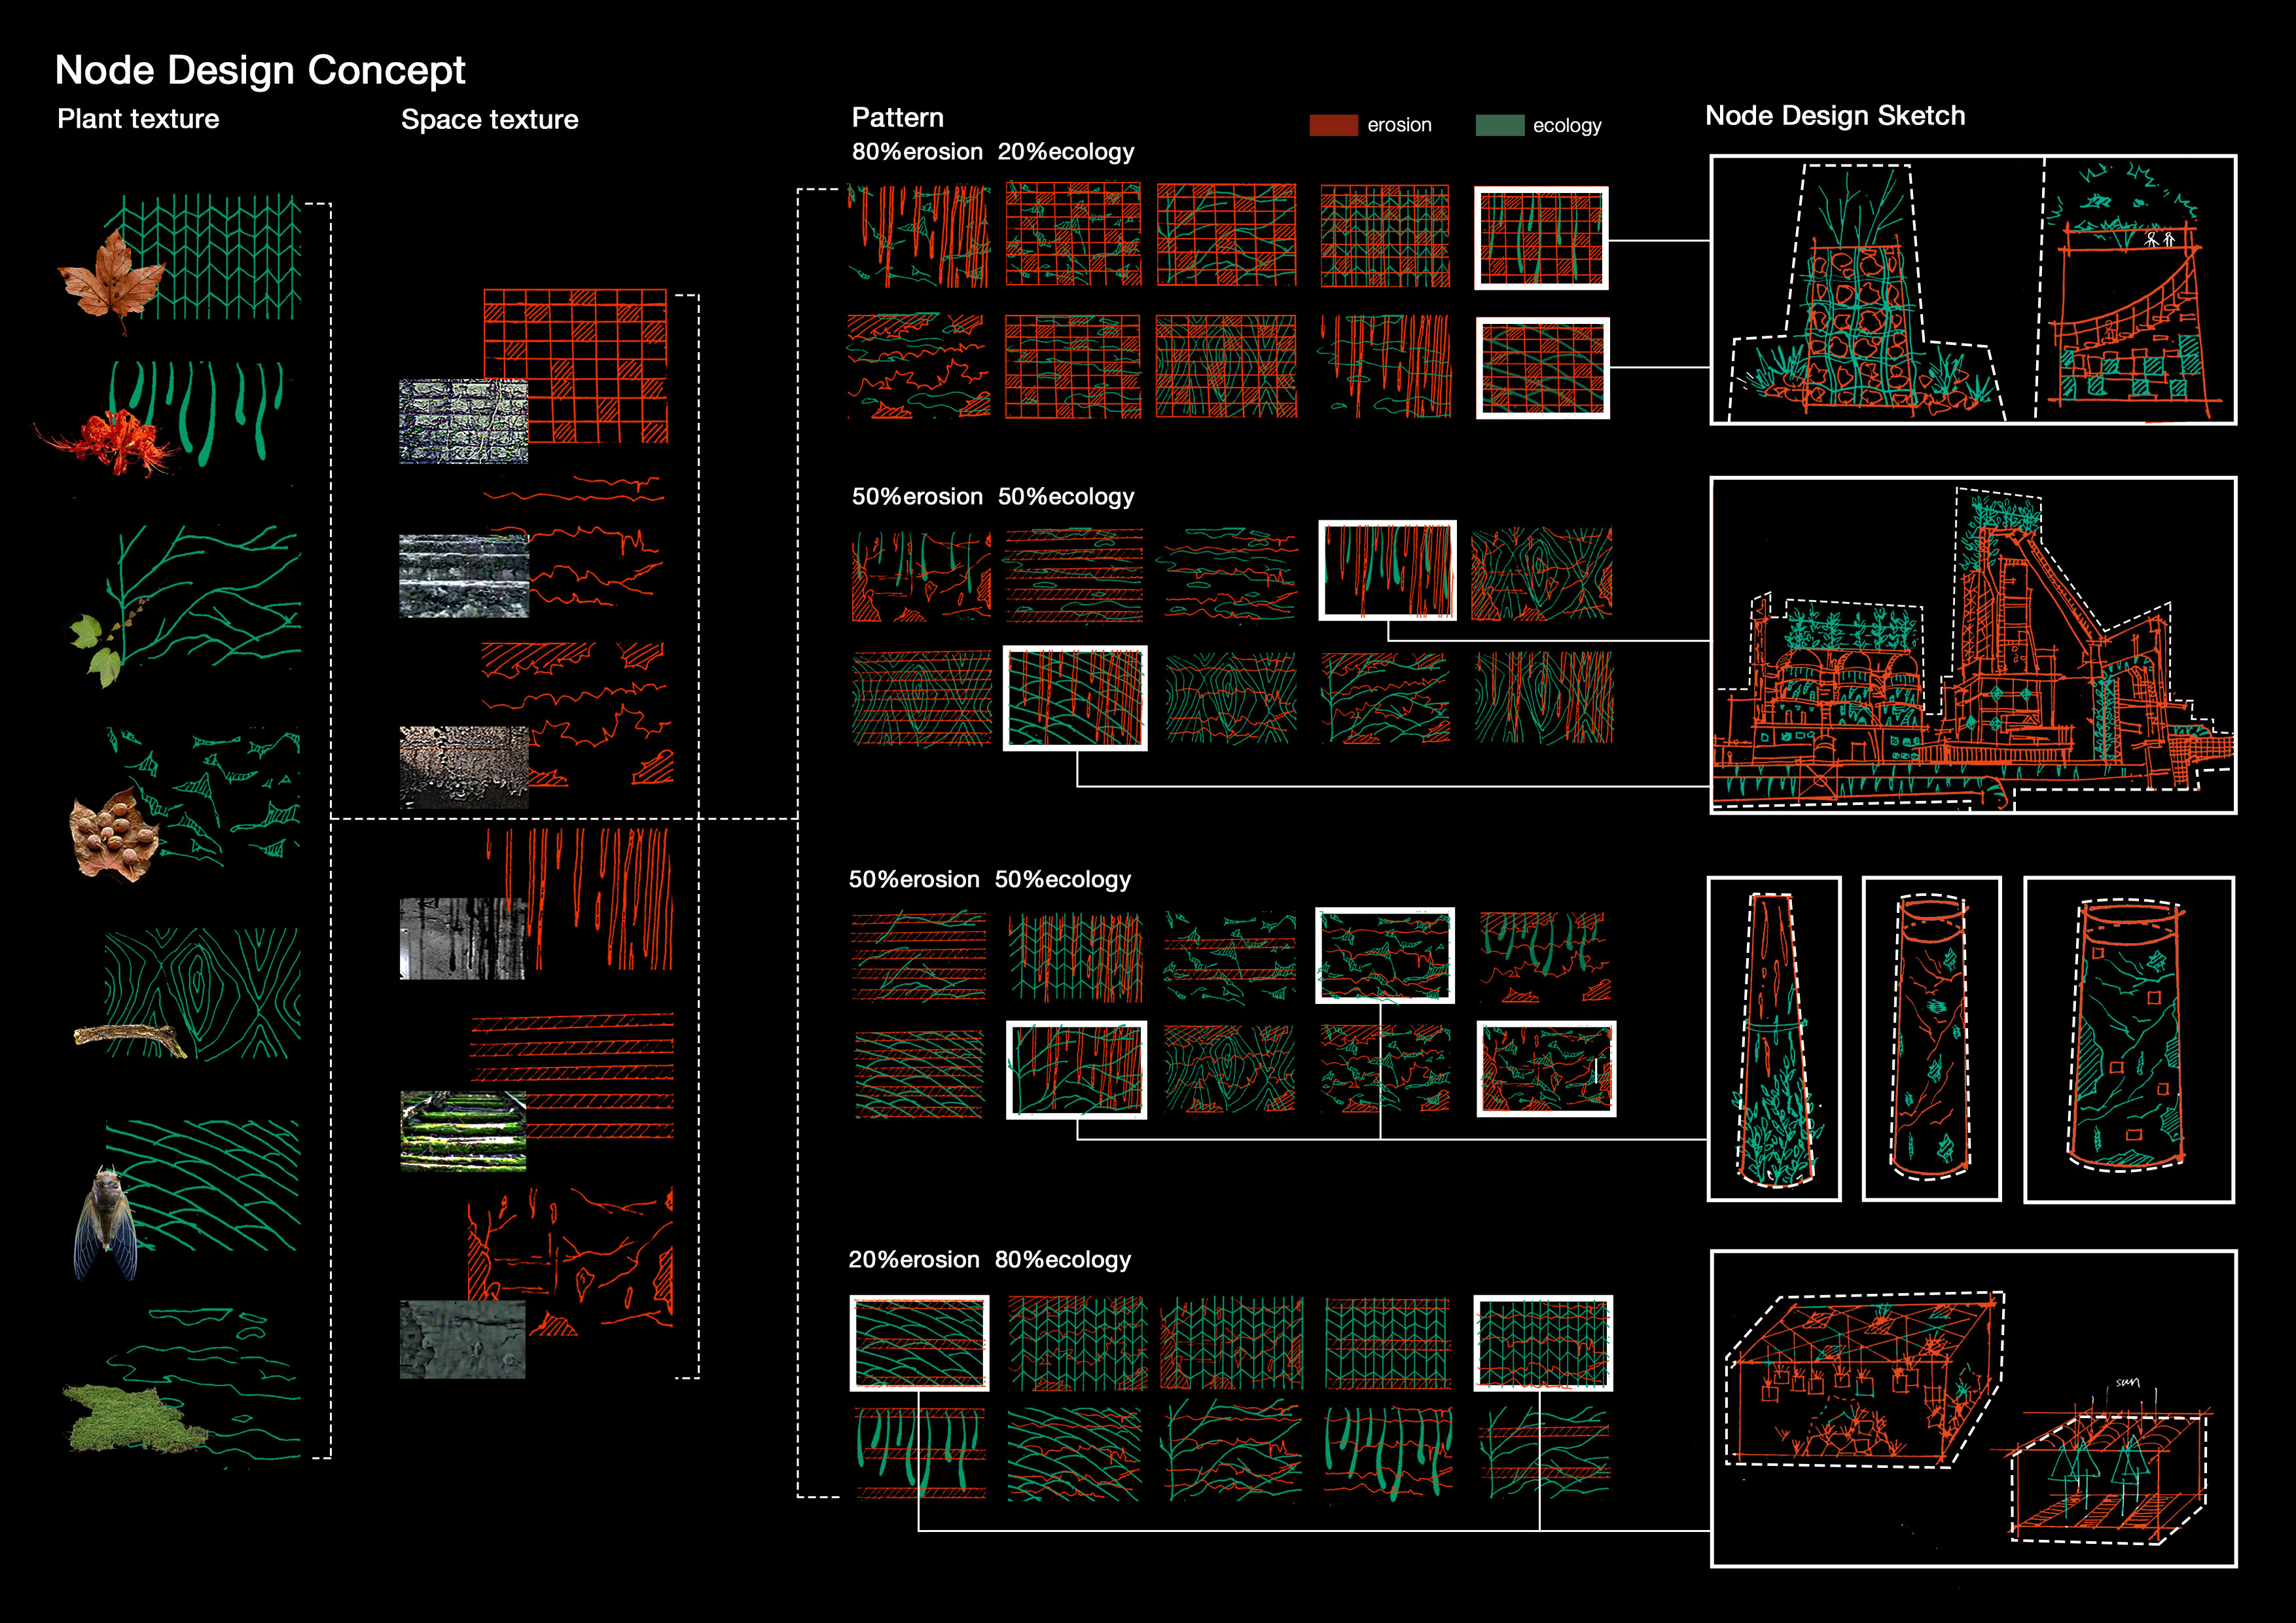 Node Design Concept
Plant texture
Space texture
Pattern
erosion
ecology
Node Design Sketch
80%erosion 20%ecology
50%erosion 50%ecology
50%erosion 50%ecology
20%erosion 80%ecology
sun